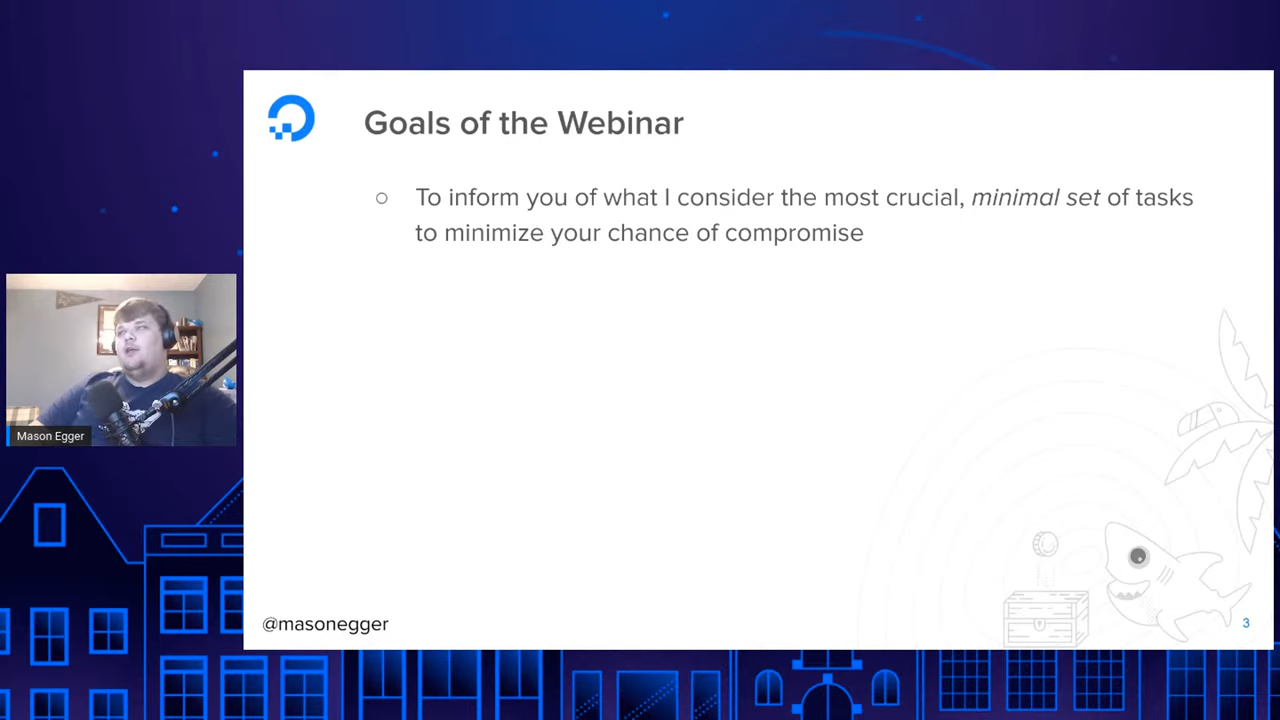 Goals of the Webinar
○ To inform you of what I consider the most crucial, minimal set of tasks
to minimize your chance of compromise
Mason Egger
@masonegger
3